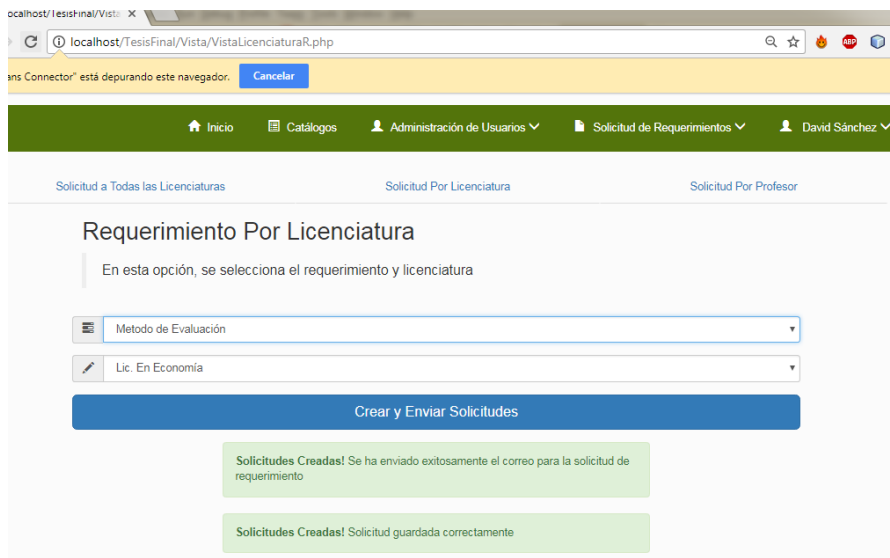 ocalhost/TesisFinal/Vista
localhost/TesisFinal/Vista/VistaLicenciaturaR.php
ABP
ans Connector" está depurando este navegador. Cancelar
Inicio Catálogos Administración de Usuarios Solicitud de Requerimientos David Sánchez
Solicitud a Todas las Licenciaturas Solicitud Por Licenciatura Solicitud Por Profesor
Requerimiento Por Licenciatura
En esta opción, se selecciona el requerimiento y licenciatura
Metodo de Evaluación
Lic. En Economía
Crear y Enviar Solicitudes
Solicitudes Creadas! Se ha enviado exitosamente el correo para la solicitud de
requerimiento
Solicitudes Creadas! Solicitud guardada correctamente